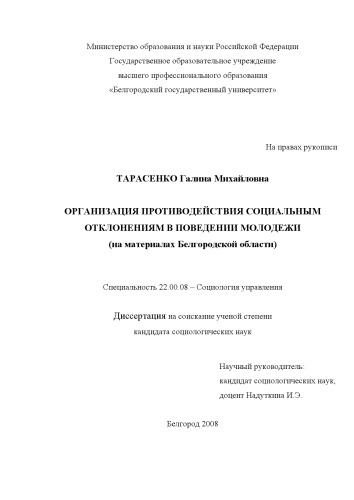 Министерство образования и науки Российской Федерации
Государственное образовательное учреждение
высшего профессионального образования
«Белгородский государственный университет»
На правах рукописи
ТАРАСЕНКО Галина Михайловна
ОРГАНИЗАЦИЯ ПРОТИВОДЕЙСТВИЯ СОЦИАЛЬНЫМ
ОТКЛОНЕНИЯМ В ПОВЕДЕНИИ МОЛОДЕЖИ
(на материалах Белгородской области)
Специальность 22.00.08 – Социология управления
Диссертация на соискание ученой степени
кандидата социологических наук
Научный руководитель:
кандидат социологических наук,
доцент Надуткина И.Э.
Белгород 2008